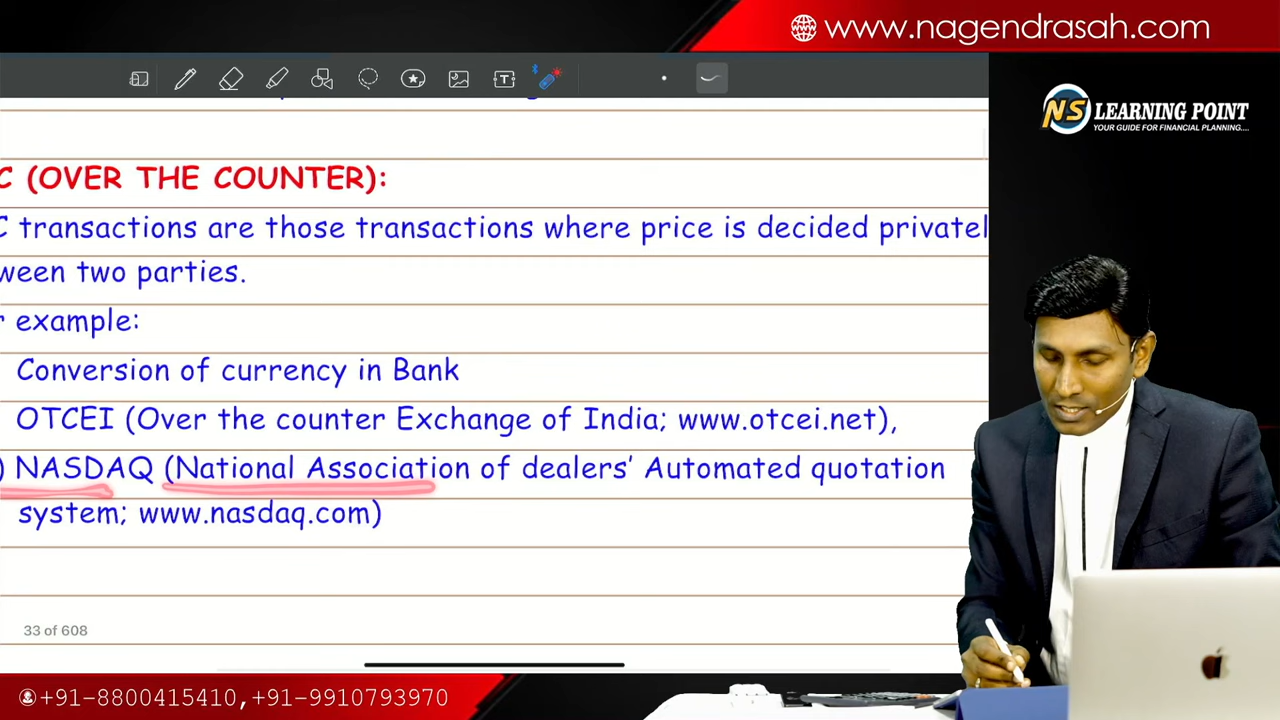 www.nagendrasah.com
NS LEARNING POINT
YOUR GUIDE FOR FINANCIAL PLANNING....
C (OVER THE COUNTER):
C transactions are those transactions where price is decided privatel
ween two parties.
r example:
Conversion of currency in Bank
OTCEI (Over the counter Exchange of India; www.otcei.net),
) NASDAQ (National Association of dealers' Automated quotation
system; www.nasdaq.com)
33 of 608
+91-8800415410,+91-9910793970